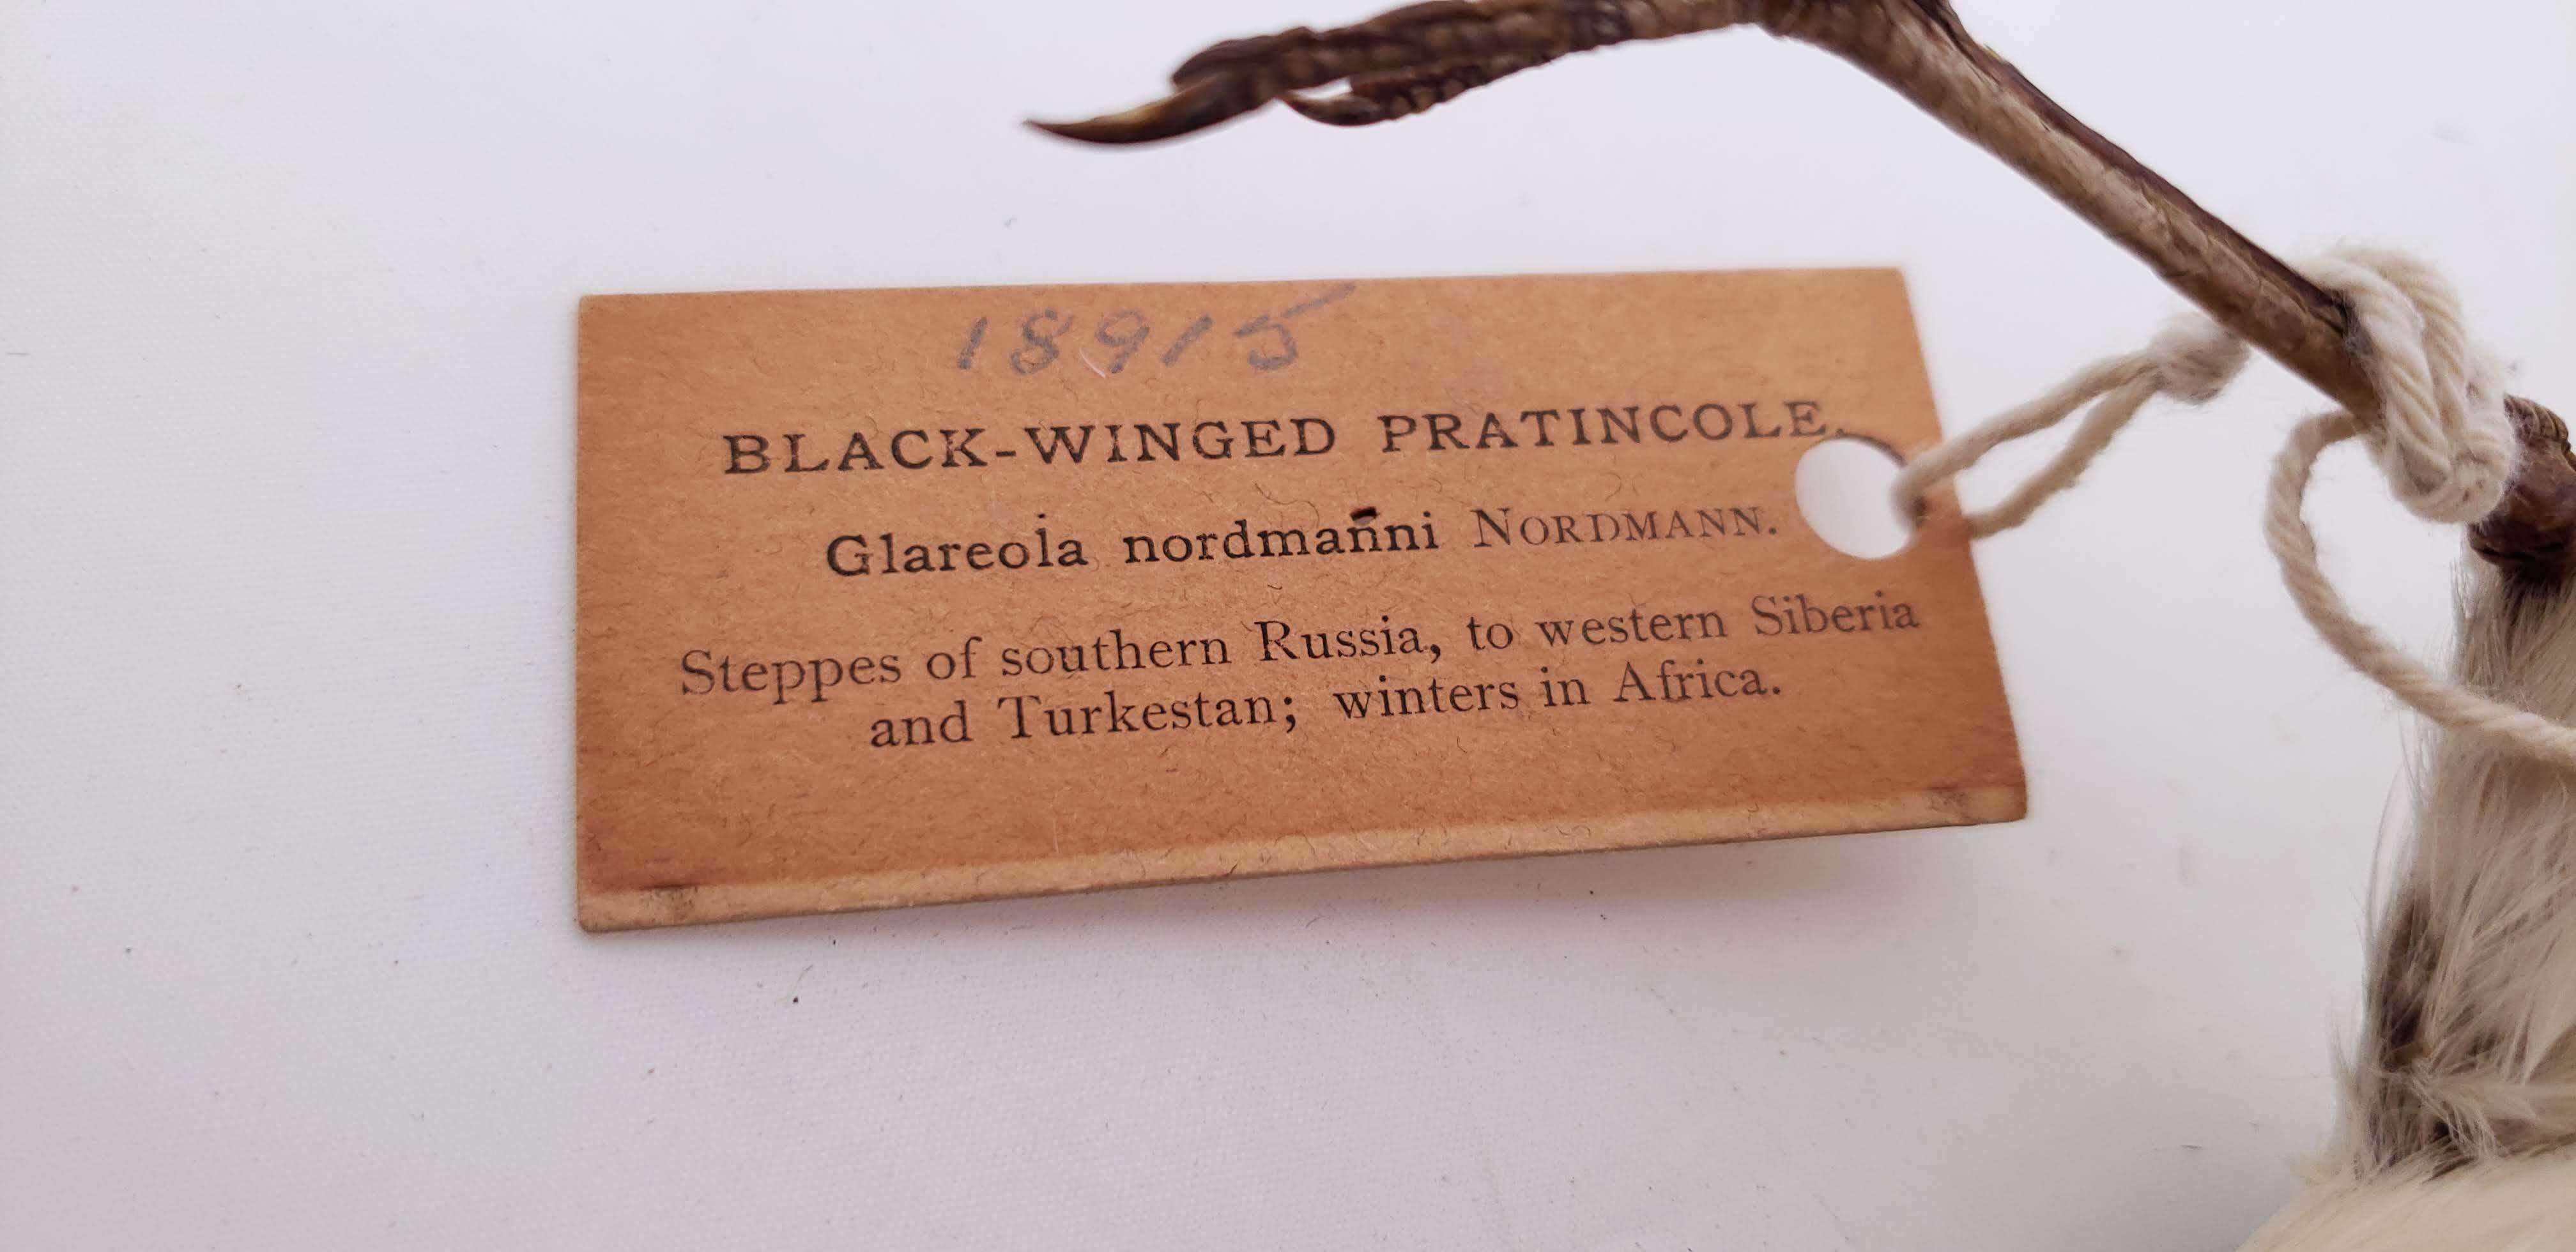 18915
BLACK-WINGED PRATINCOLE.
Glareola nordmanni NORDMANN.
Steppes of southern Russia, to western Siberia
and Turkestan; winters in Africa.